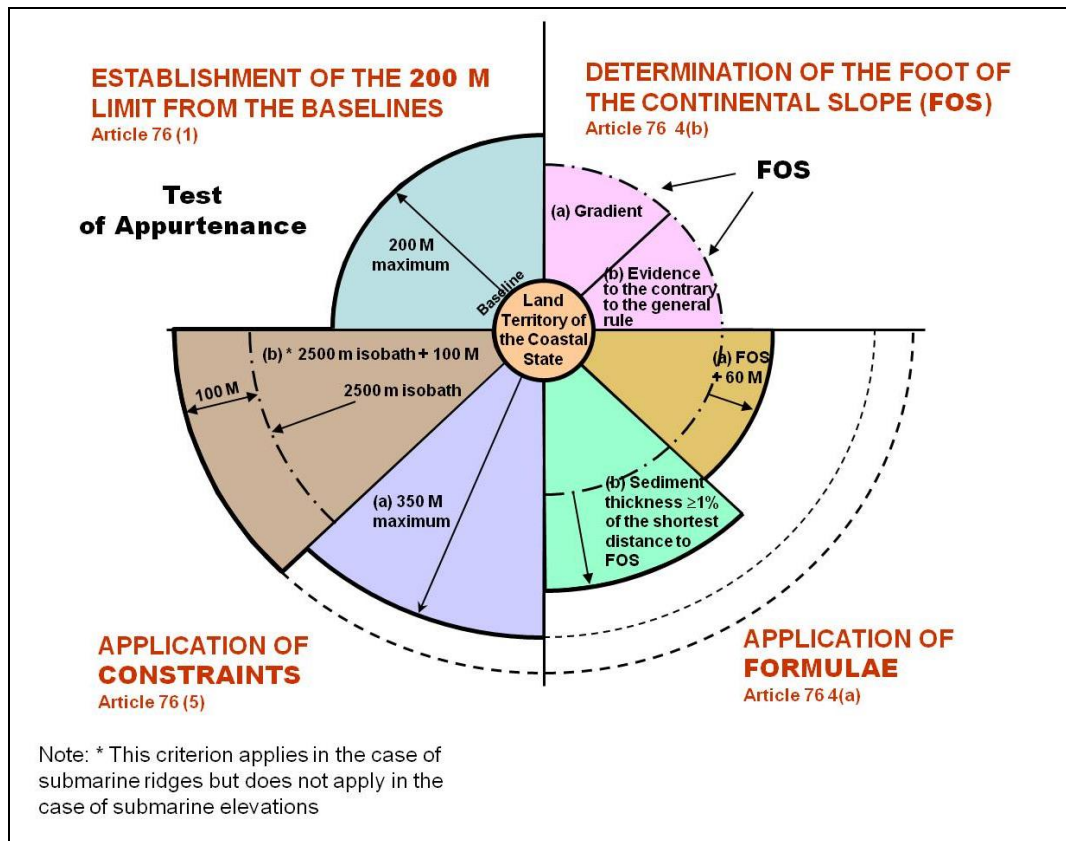 ESTABLISHMENT OF THE 200 M
LIMIT FROM THE BASELINES
Article 76 (1)
DETERMINATION OF THE FOOT OF
THE CONTINENTAL SLOPE (FOS)
Article 76 4(b)
Test
of Appurtenance
FOS
200 M
maximum
Baseline
(a) Gradient
(b) Evidence
to the contrary
to the general
rule
Land
Territory of
the Coastal
State
(b) * 2500 m isobath + 100 M
100 M
2500 m isobath
(a) FOS
+ 60 M
(a) 350 M
maximum
(b) Sediment
thickness ≥1%
of the shortest
distance to
FOS
APPLICATION OF
CONSTRAINTS
Article 76 (5)
APPLICATION OF
FORMULAE
Article 76 4(a)
Note: * This criterion applies in the case of
submarine ridges but does not apply in the
case of submarine elevations